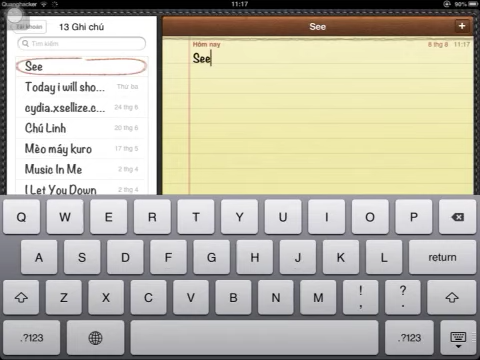 Quanghacker
11:17
90%
Tài khoản
13 Ghi chú
See
+
Tìm kiếm
Hôm nay
8 thg 8 11:17
See
See
Today i will sho...
Thứ ba
cydia.xsellize.c...
24 thg 6
Chú Linh
20 thg 6
Mèo máy kuro
17 thg 5
Music In Me
2 thg 4
I Let You Down
2 thg 4
Q W E R T Y U I O P
A S D F G H J K L return
Z X C V B N M ! , ? .
.?123 .?123